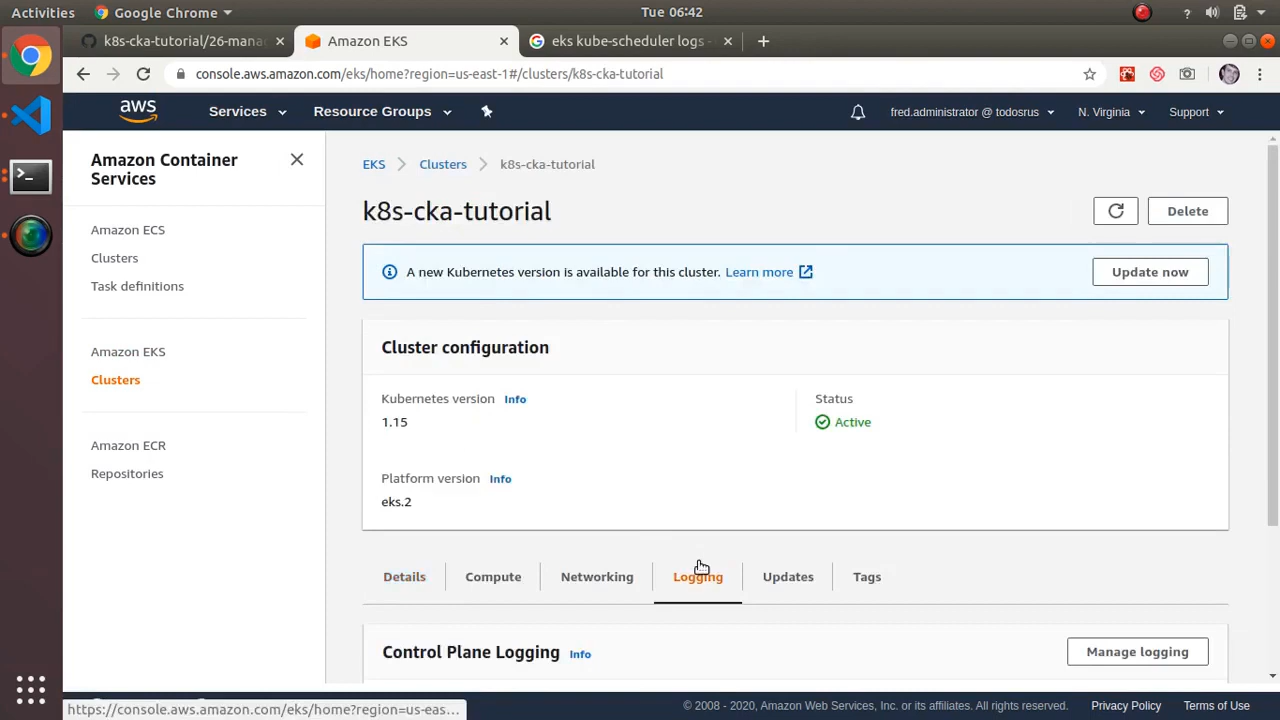 Activities
Google Chrome
Tue 06:42
k8s-cka-tutorial/26-mana
Amazon EKS
eks kube-scheduler logs -
console.aws.amazon.com/eks/home?region=us-east-1#/clusters/k8s-cka-tutorial
aws
Services
Resource Groups
fred.administrator @ todosrus
N. Virginia
Support
Amazon Container
Services
Amazon ECS
Clusters
Task definitions
Amazon EKS
Clusters
Amazon ECR
Repositories
EKS
Clusters
k8s-cka-tutorial
k8s-cka-tutorial
Delete
A new Kubernetes version is available for this cluster. Learn more
Update now
Cluster configuration
Kubernetes version Info
1.15
Status
Active
Platform version Info
eks.2
Details
Compute
Networking
Logging
Updates
Tags
Control Plane Logging Info
Manage logging
https://console.aws.amazon.com/eks/home?region=us-eas...
© 2008 - 2020, Amazon Web Services, Inc. or its affiliates. All rights reserved.
Privacy Policy
Terms of Use